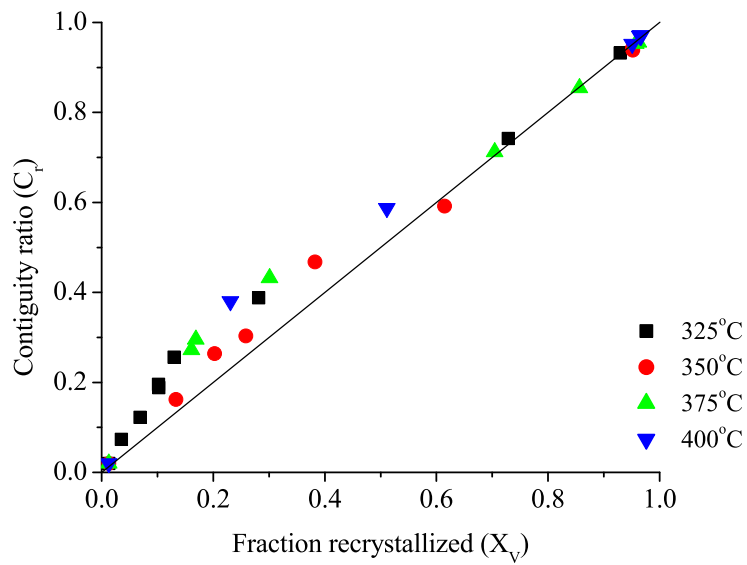 1.0
0.8
0.6
0.4
0.2
0.0
Contiguity ratio (Cr)
0.0 0.2 0.4 0.6 0.8 1.0
Fraction recrystallized (XV)
325°C
350°C
375°C
400°C